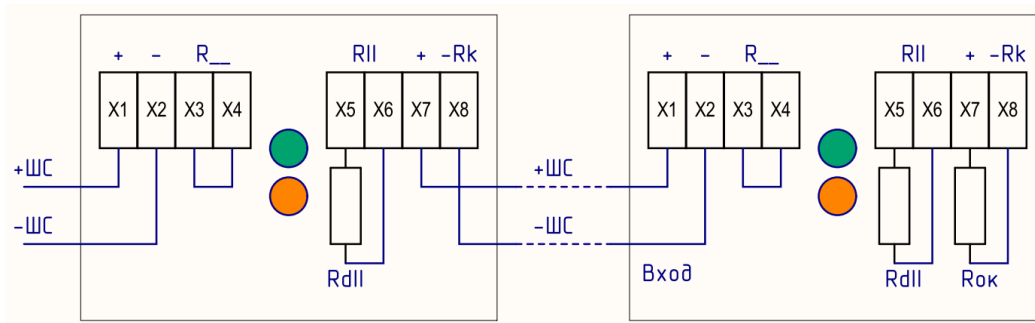 + - R__ RII + -Rk + - R__ RII + -Rk
X1 X2 X3 X4 X5 X6 X7 X8 X1 X2 X3 X4 X5 X6 X7 X8
+ШС +ШС
-ШС -ШС
RdII Вход RdII Rок